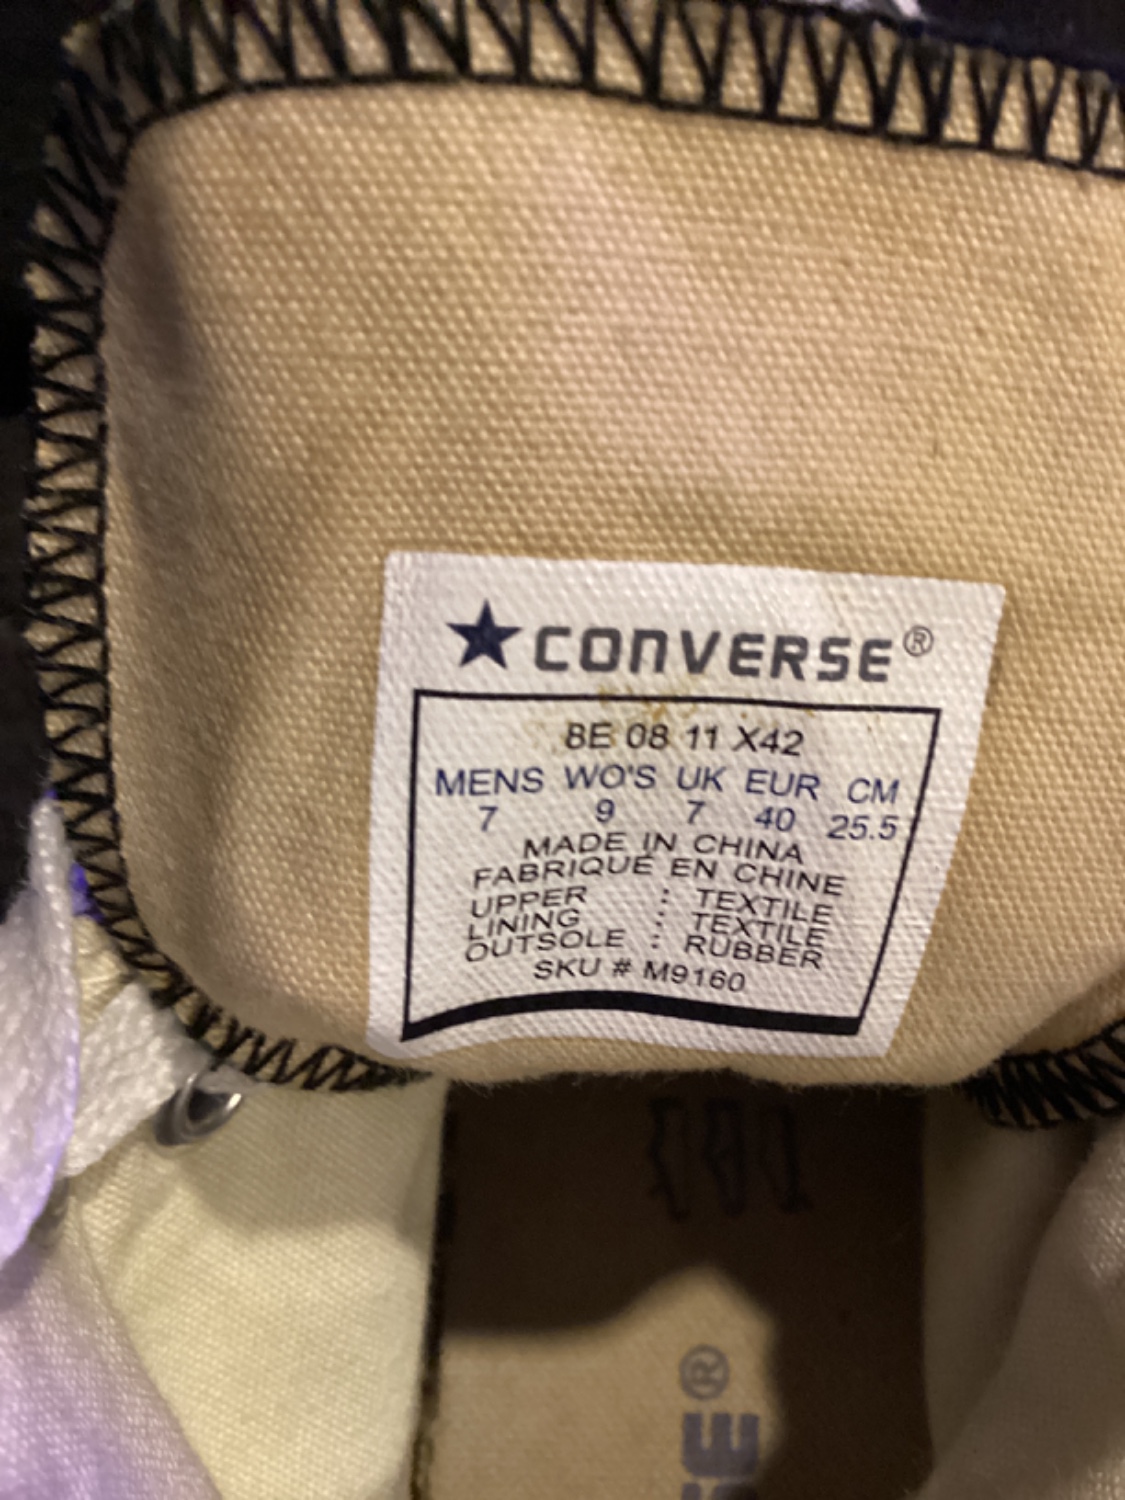 ★CONVERSE®
8E 08 11 X42
MENS WO'S UK EUR CM
7 9 7 40 25.5
MADE IN CHINA
FABRIQUE EN CHINE
UPPER : TEXTILE
LINING : TEXTILE
OUTSOLE : RUBBER
SKU # M9160